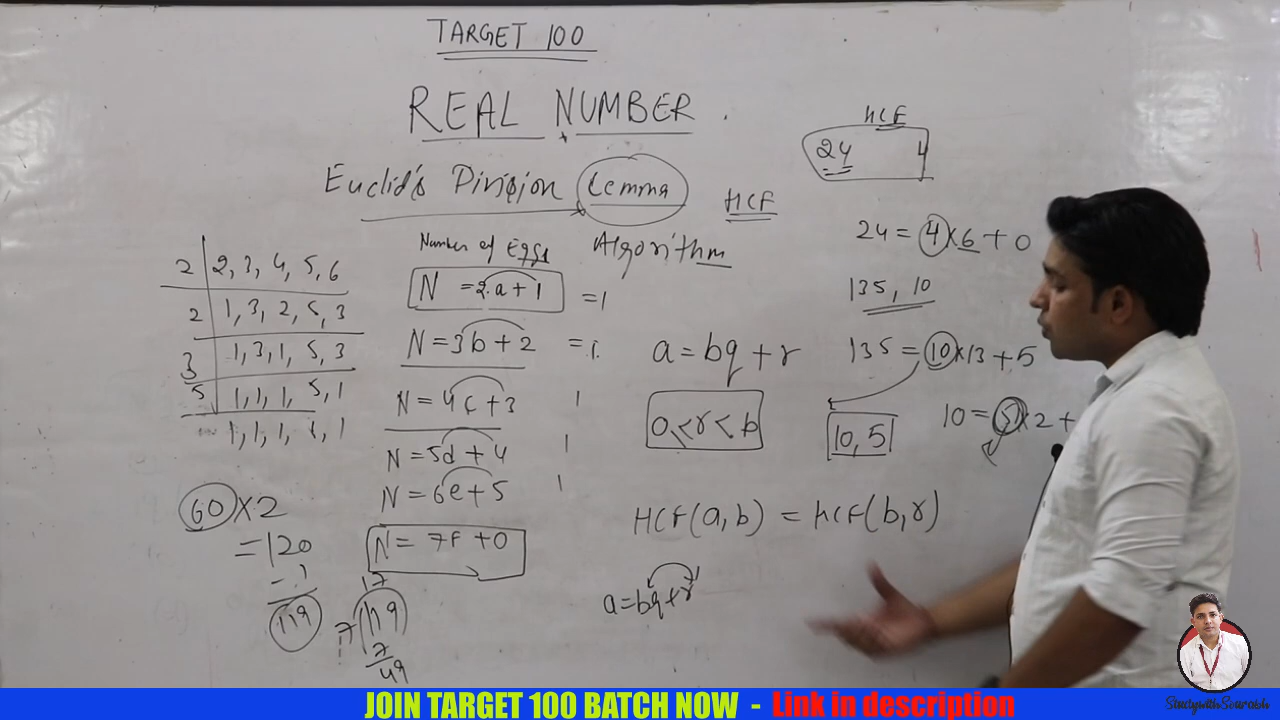 TARGET 100
REAL NUMBER
Euclid's Division Lemma
HCF
Algorithm
2 2, 3, 4, 5, 6
2 1, 3, 2, 5, 3
3 1, 3, 1, 5, 3
5 1, 1, 1, 5, 1
1, 1, 1, 1, 1
60×2
=120
-1
119
Number of Eggs
N = 2a+1 =1
N=3b+2 =1
N=4c+3 1
N=5d+4 1
N=6e+5 1
N= 7f+0
17
7 119
7
49
a=bq+r
0<r<b
HCF(a,b) = HCF(b,r)
a=bq+r
HCF
24 4
24= 4×6+0
135, 10
135 = 10×13+5
10, 5
10= 5×2+
JOIN TARGET 100 BATCH NOW - Link in description
StudywithSourabh